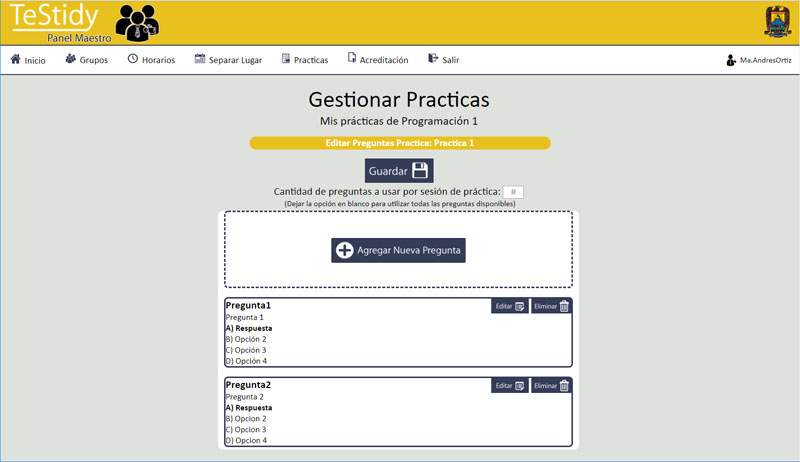 TeStidy
Panel Maestro
Inicio Grupos Horarios Separar Lugar Practicas Acreditación Salir Ma.AndresOrtiz
Gestionar Practicas
Mis prácticas de Programación 1
Editar Preguntas Practica: Practica 1
Guardar
Cantidad de preguntas a usar por sesión de práctica: #
(Dejar la opción en blanco para utilizar todas las preguntas disponibles)
Agregar Nueva Pregunta
Pregunta1 Editar Eliminar
Pregunta 1
A) Respuesta
B) Opción 2
C) Opción 3
D) Opción 4
Pregunta2 Editar Eliminar
Pregunta 2
A) Respuesta
B) Opcion 2
C) Opcion 3
D) Opcion 4